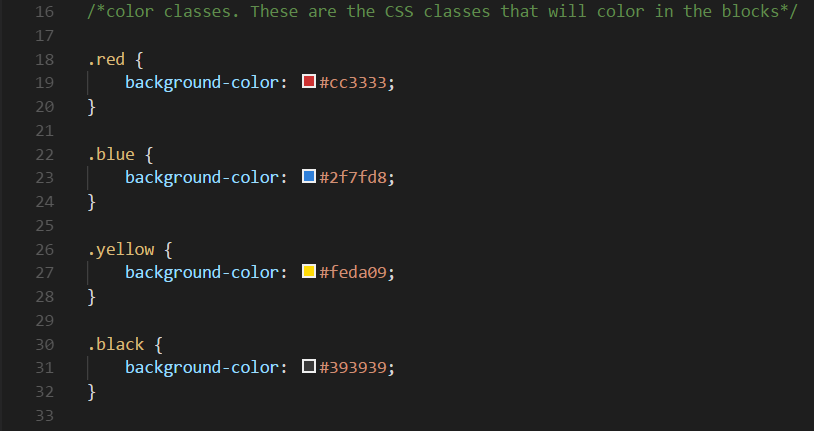 16 /*color classes. These are the CSS classes that will color in the blocks*/
17
18 .red {
19     background-color: #cc3333;
20 }
21
22 .blue {
23     background-color: #2f7fd8;
24 }
25
26 .yellow {
27     background-color: #feda09;
28 }
29
30 .black {
31     background-color: #393939;
32 }
33